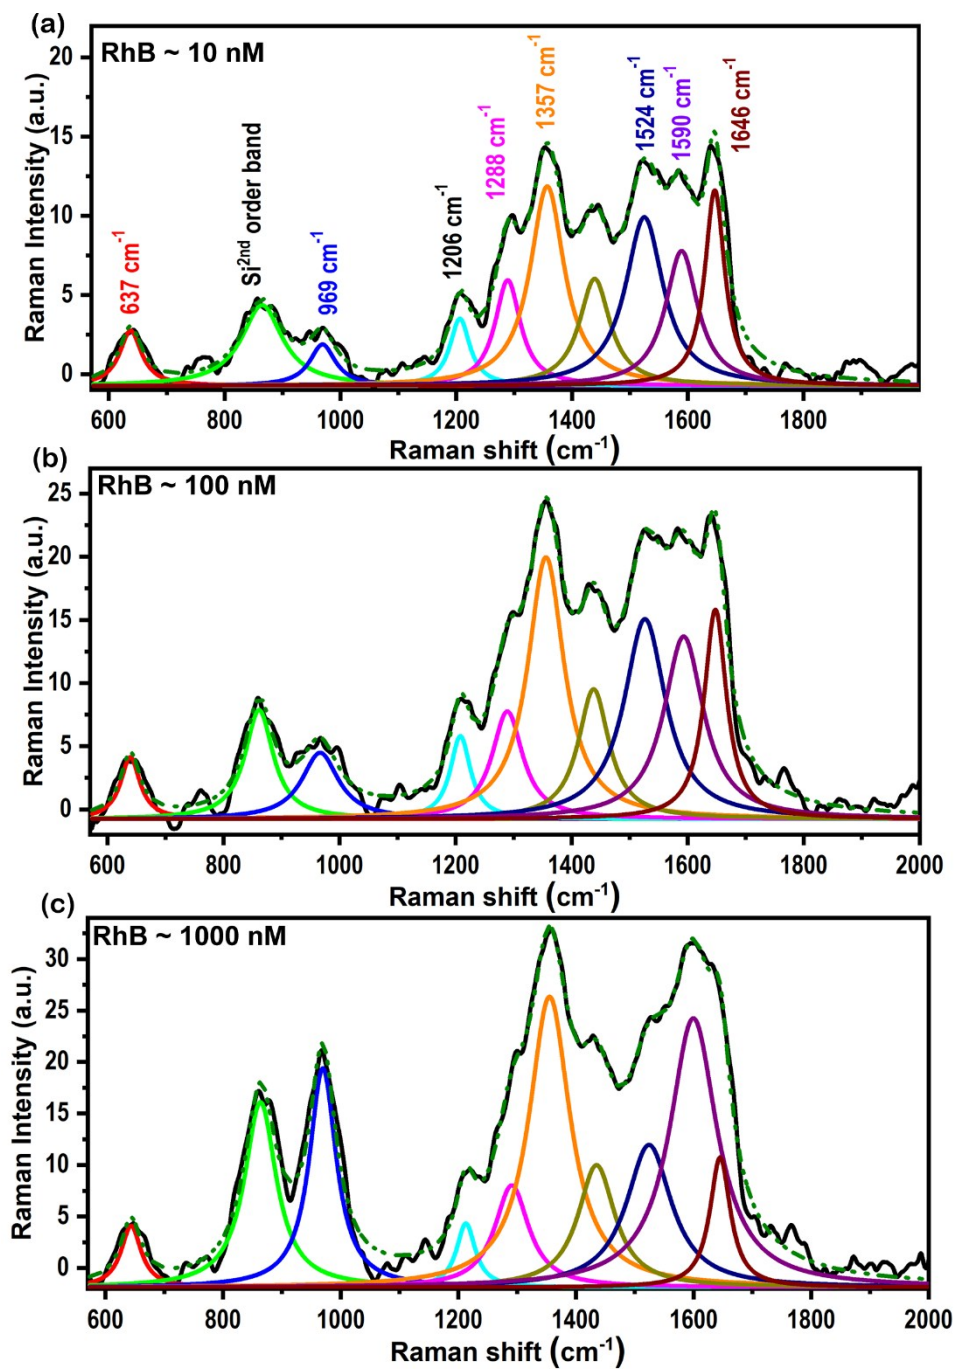 (a)
RhB ~ 10 nM
637 cm⁻¹
Si²ⁿᵈ order band
969 cm⁻¹
1206 cm⁻¹
1288 cm⁻¹
1357 cm⁻¹
1524 cm⁻¹
1590 cm⁻¹
1646 cm⁻¹
Raman Intensity (a.u.)
20
15
10
5
0
600 800 1000 1200 1400 1600 1800
Raman shift (cm⁻¹)
(b)
RhB ~ 100 nM
Raman Intensity (a.u.)
25
20
15
10
5
0
600 800 1000 1200 1400 1600 1800 2000
Raman shift (cm⁻¹)
(c)
RhB ~ 1000 nM
Raman Intensity (a.u.)
30
25
20
15
10
5
0
600 800 1000 1200 1400 1600 1800 2000
Raman shift (cm⁻¹)